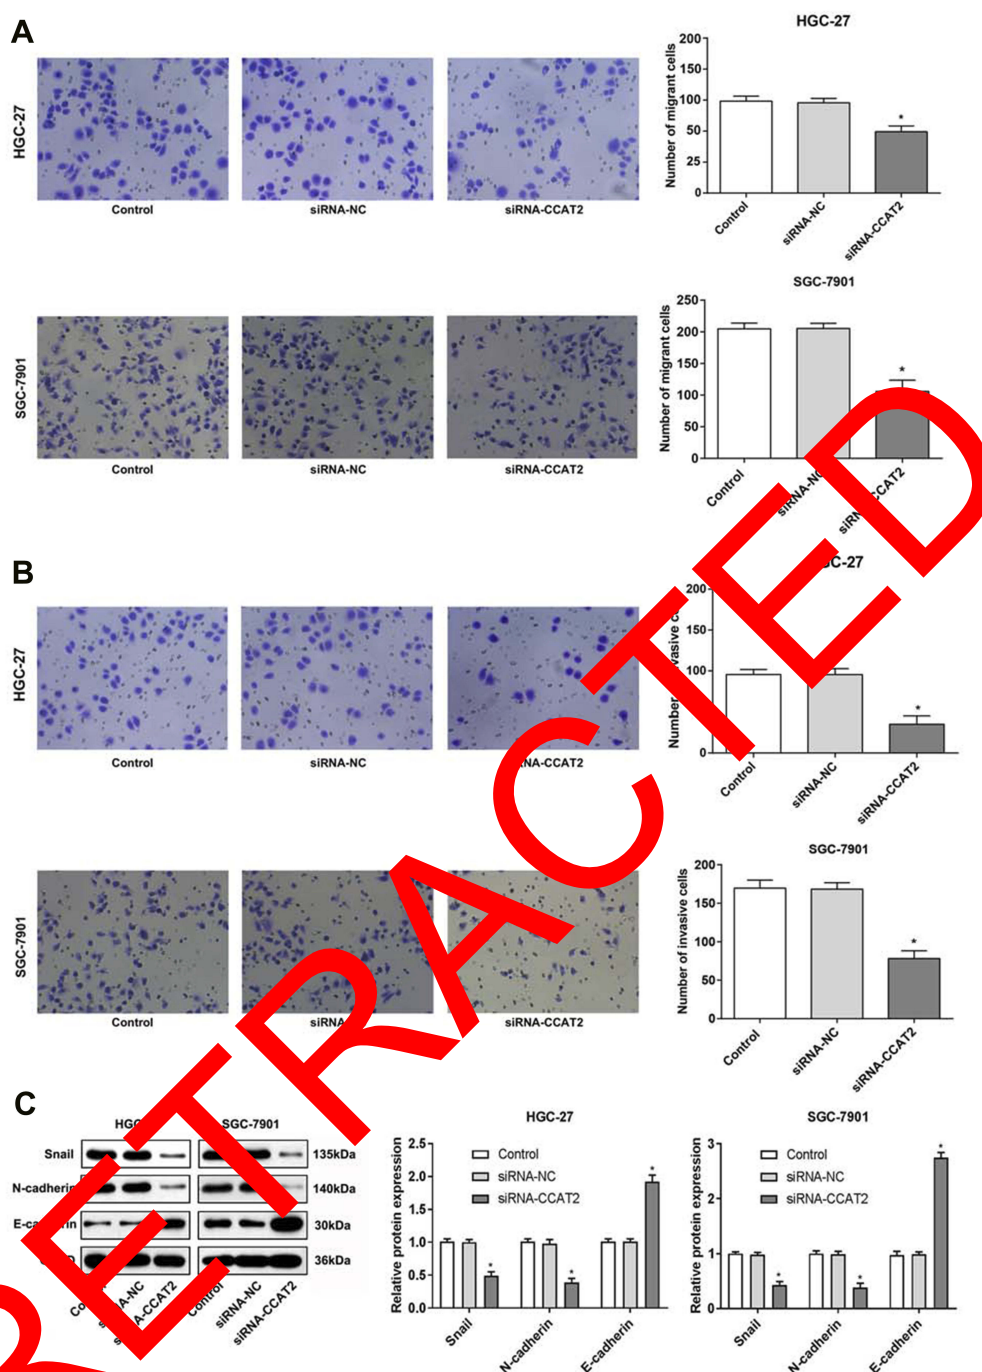 A
HGC-27
Control
siRNA-NC
siRNA-CCAT2
HGC-27
Number of migrant cells
200
150
100
50
25
0
*
Control
siRNA-NC
siRNA-CCAT2
SGC-7901
Control
siRNA-NC
siRNA-CCAT2
SGC-7901
Number of migrant cells
250
200
150
100
50
0
*
Control
RETRACTED
B
HGC-27
Control
siRNA-NC
200
150
100
0
*
Control
siRNA-NC
siRNA-CCAT2
SGC-7901
Control
siRNA-CCAT2
SGC-7901
Number of invasive cells
200
150
100
50
0
*
Control
siRNA-NC
siRNA-CCAT2
C
SGC-7901
Snail
135kDa
N-cadherin
140kDa
30kDa
36kDa
siRNA-NC
siRNA-CCAT2
HGC-27
Relative protein expression
2.5
2.0
1.5
1.0
0.5
0.0
Control
siRNA-NC
siRNA-CCAT2
*
*
*
Snail
N-cadherin
E-cadherin
SGC-7901
Relative protein expression
3
2
1
0
Control
siRNA-NC
siRNA-CCAT2
*
*
*
Snail
N-cadherin
E-cadherin